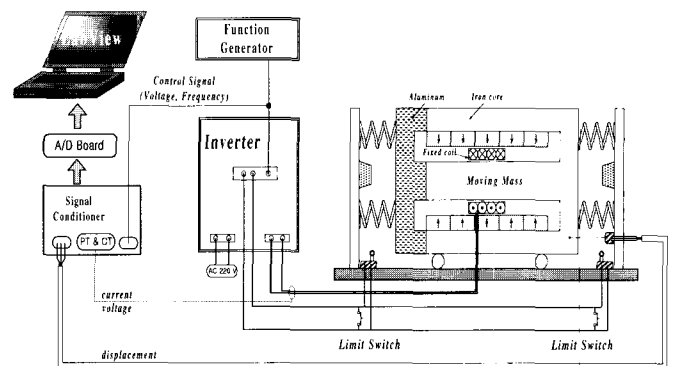 Function
Generator
Control Signal
(Voltage, Frequency)
A/D Board
Inverter
Signal
Conditioner
PT & CT
AC 220 V
current
voltage
displacement
Aluminum
Iron core
Fixed coil
Moving Mass
Limit Switch
Limit Switch